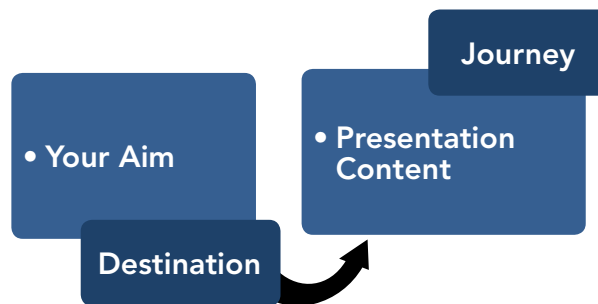 • Your Aim
Destination
Journey
• Presentation
Content